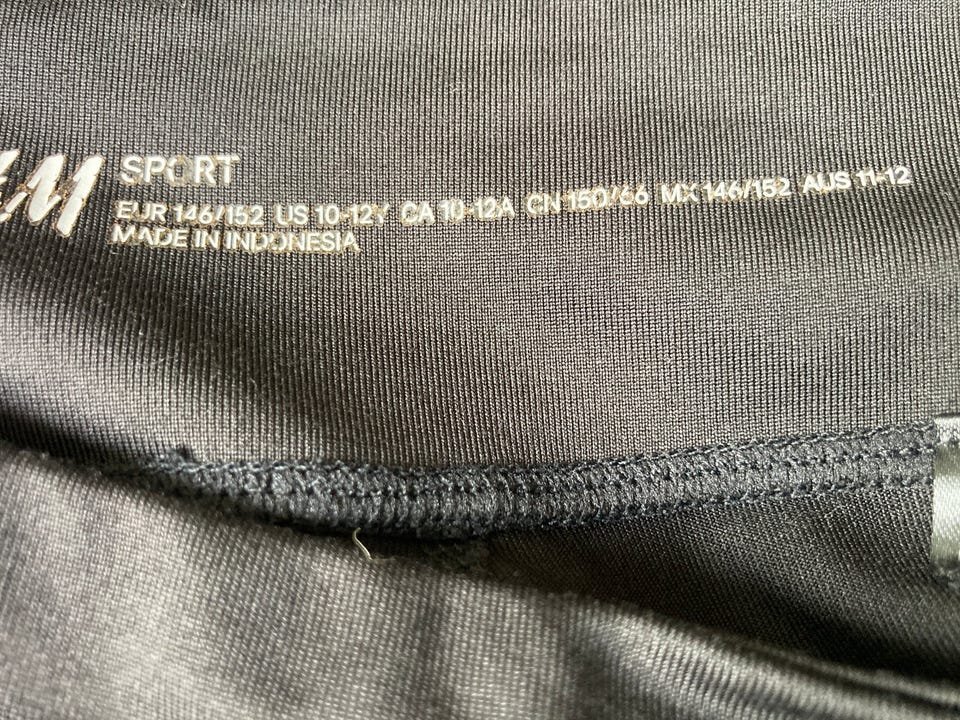 SPORT
EUR 146/152 US 10-12Y CA 10-12A CN 150/66 MX 146/152 AUS 11-12
MADE IN INDONESIA